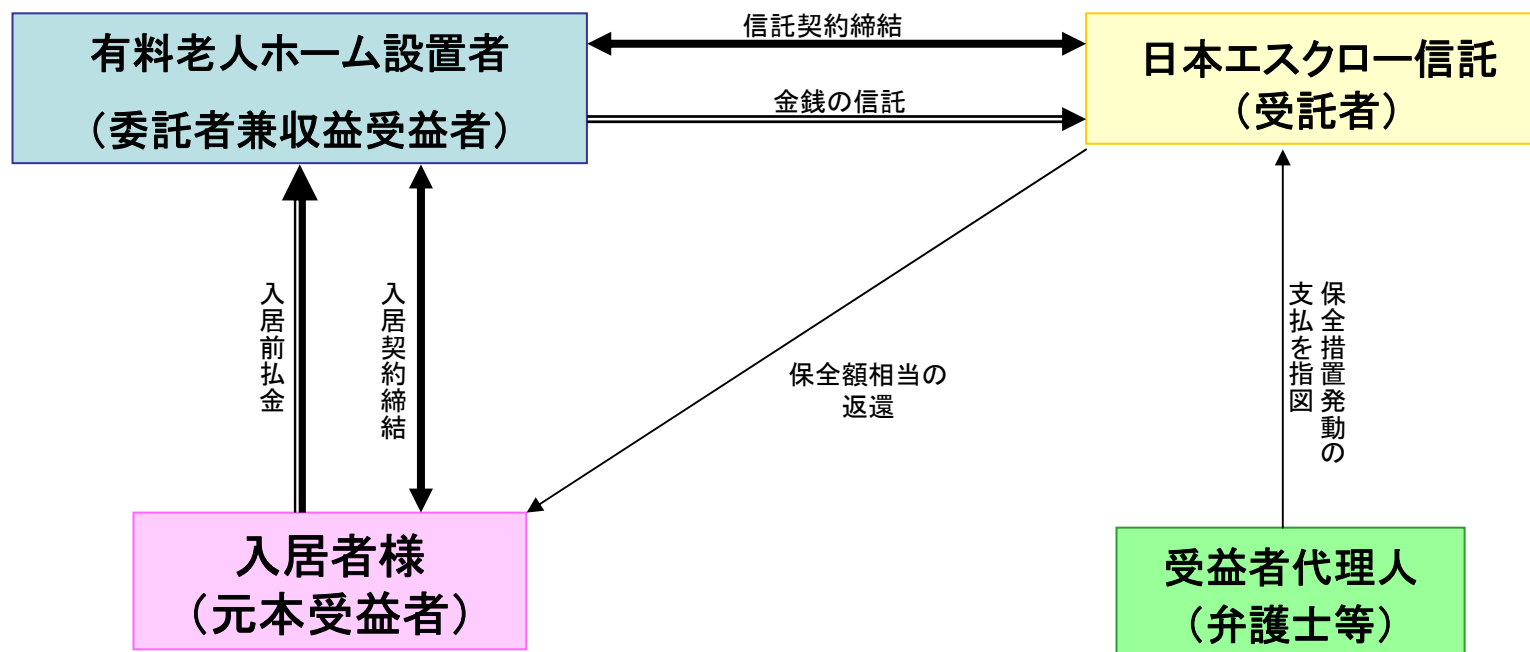 有料老人ホーム設置者
（委託者兼収益受益者）
信託契約締結
金銭の信託
日本エスクロー信託
（受託者）
入居前払金
入居契約締結
保全額相当の
返還
保全措置発動の
支払を指図
入居者様
（元本受益者）
受益者代理人
（弁護士等）